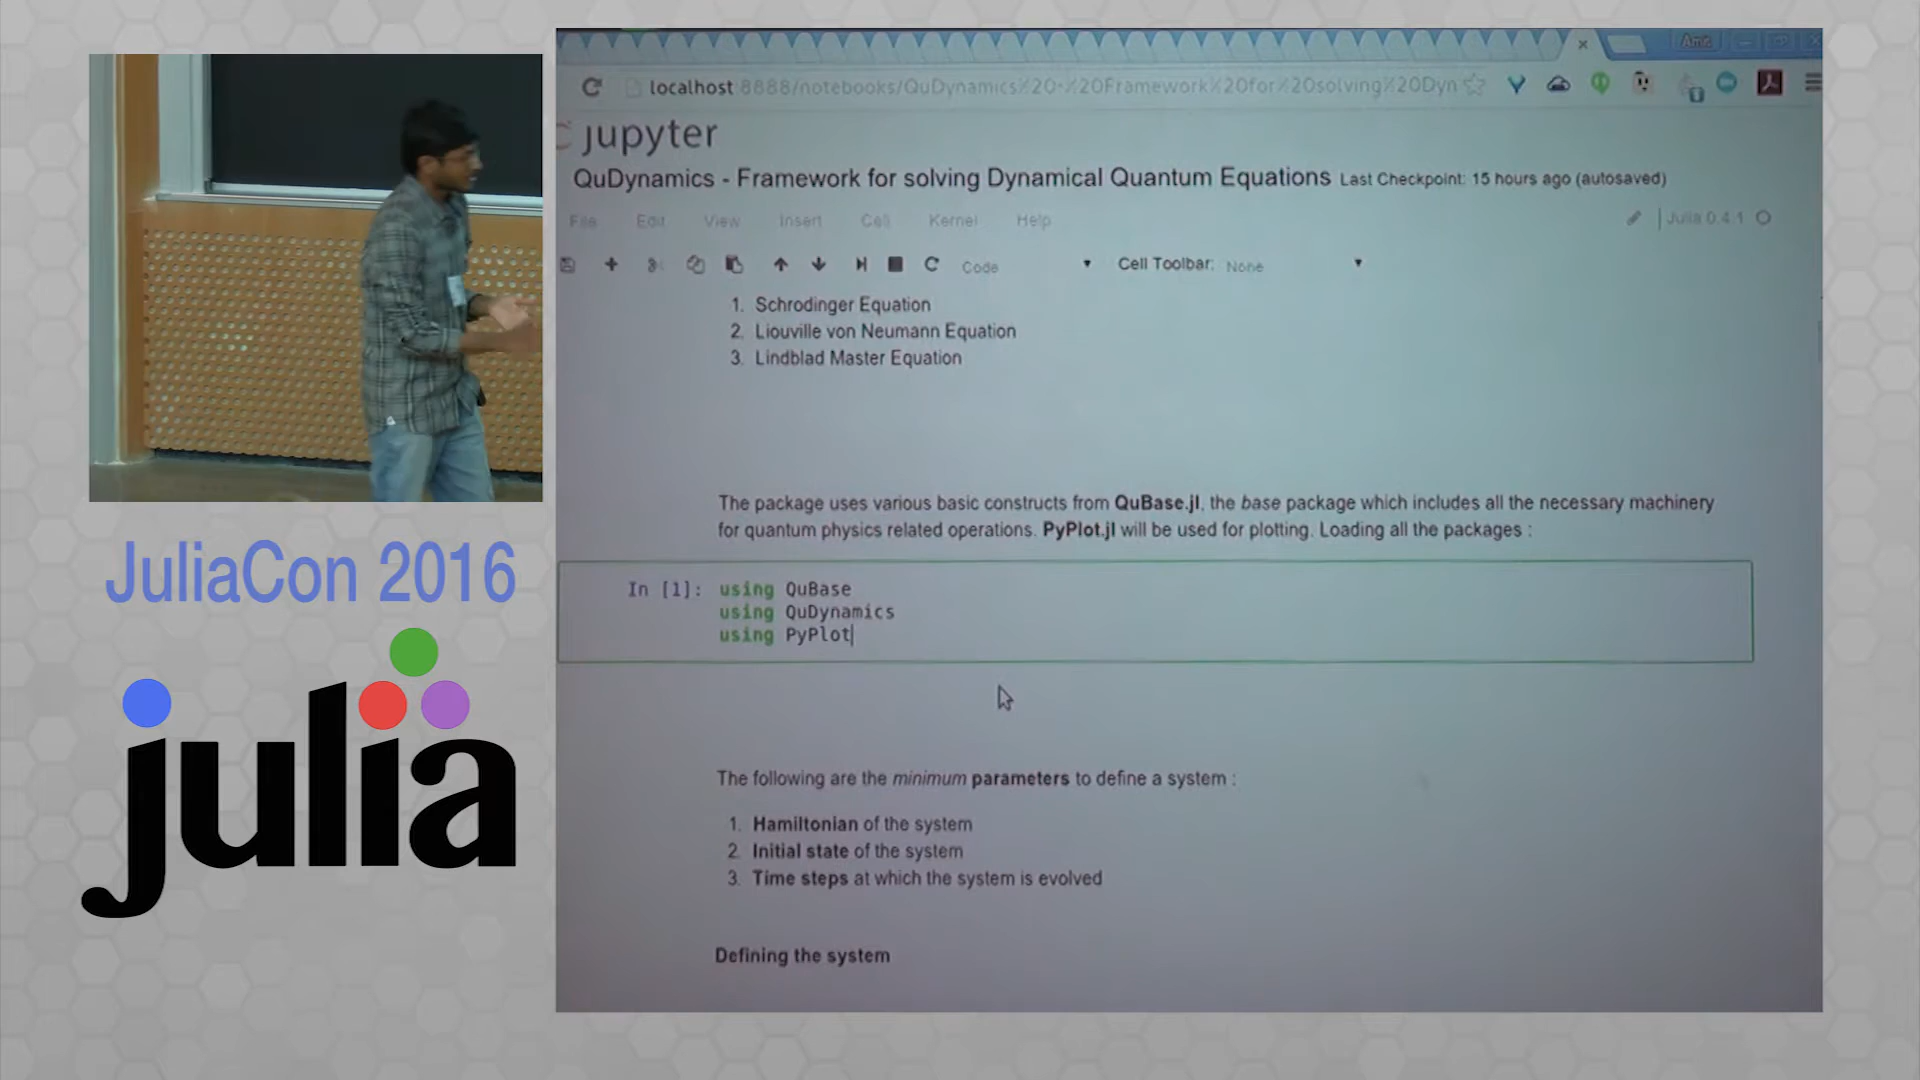 Amit
localhost:8888/notebooks/QuDynamics%20-%20Framework%20for%20solving%20Dyn
jupyter
QuDynamics - Framework for solving Dynamical Quantum Equations Last Checkpoint: 15 hours ago (autosaved)
File Edit View Insert Cell Kernel Help Julia 0.4.1
Code Cell Toolbar: None
1. Schrodinger Equation
2. Liouville von Neumann Equation
3. Lindblad Master Equation
The package uses various basic constructs from QuBase.jl, the base package which includes all the necessary machinery
for quantum physics related operations. PyPlot.jl will be used for plotting. Loading all the packages :
In [1]: using QuBase
using QuDynamics
using PyPlot
The following are the minimum parameters to define a system :
1. Hamiltonian of the system
2. Initial state of the system
3. Time steps at which the system is evolved
Defining the system
JuliaCon 2016
julia